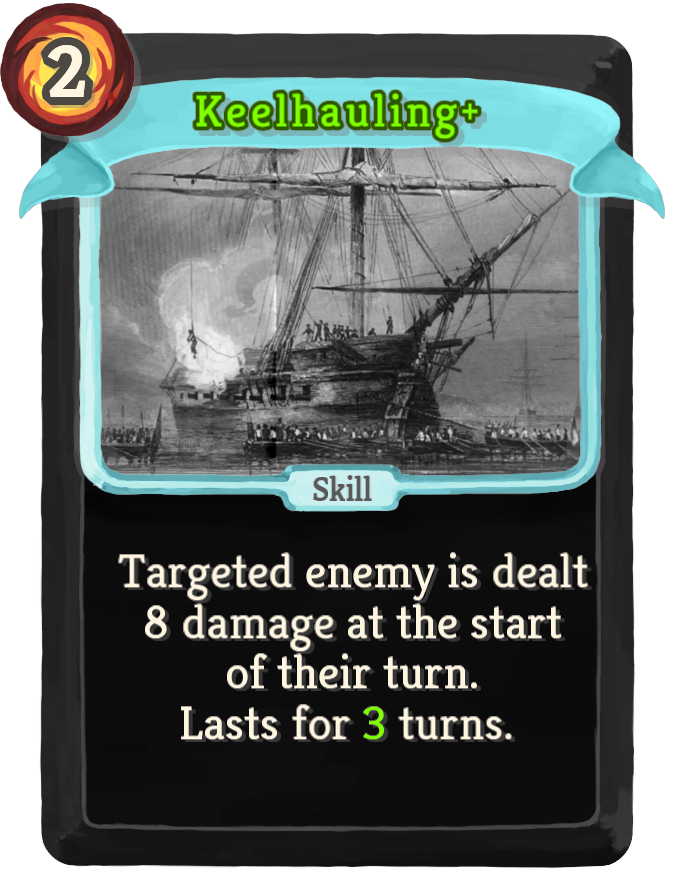 2
Keelhauling+
Skill
Targeted enemy is dealt
8 damage at the start
of their turn.
Lasts for 3 turns.